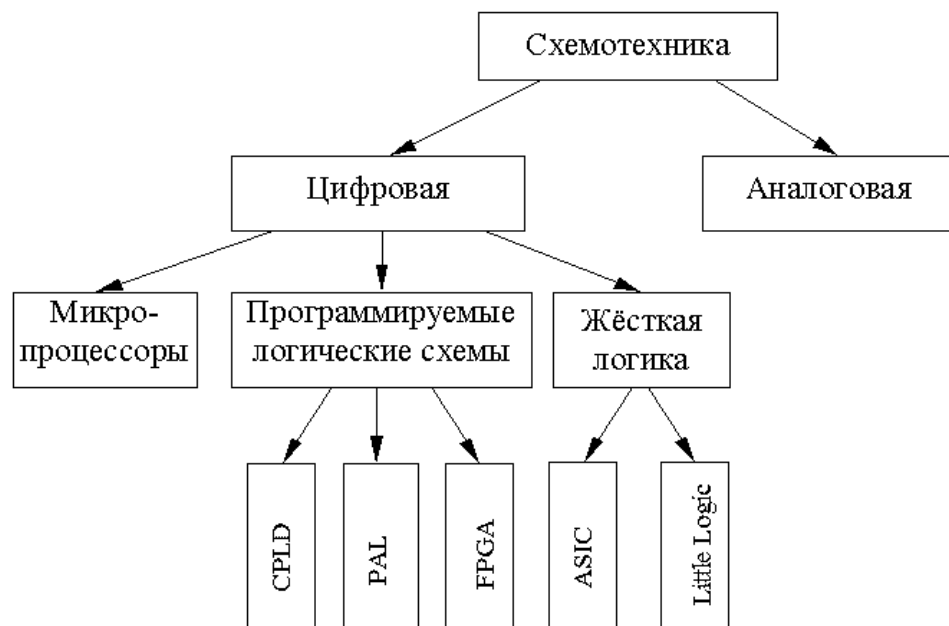 Схемотехника
Цифровая
Аналоговая
Микро-
процессоры
Программируемые
логические схемы
Жёсткая
логика
CPLD
PAL
FPGA
ASIC
Little Logic